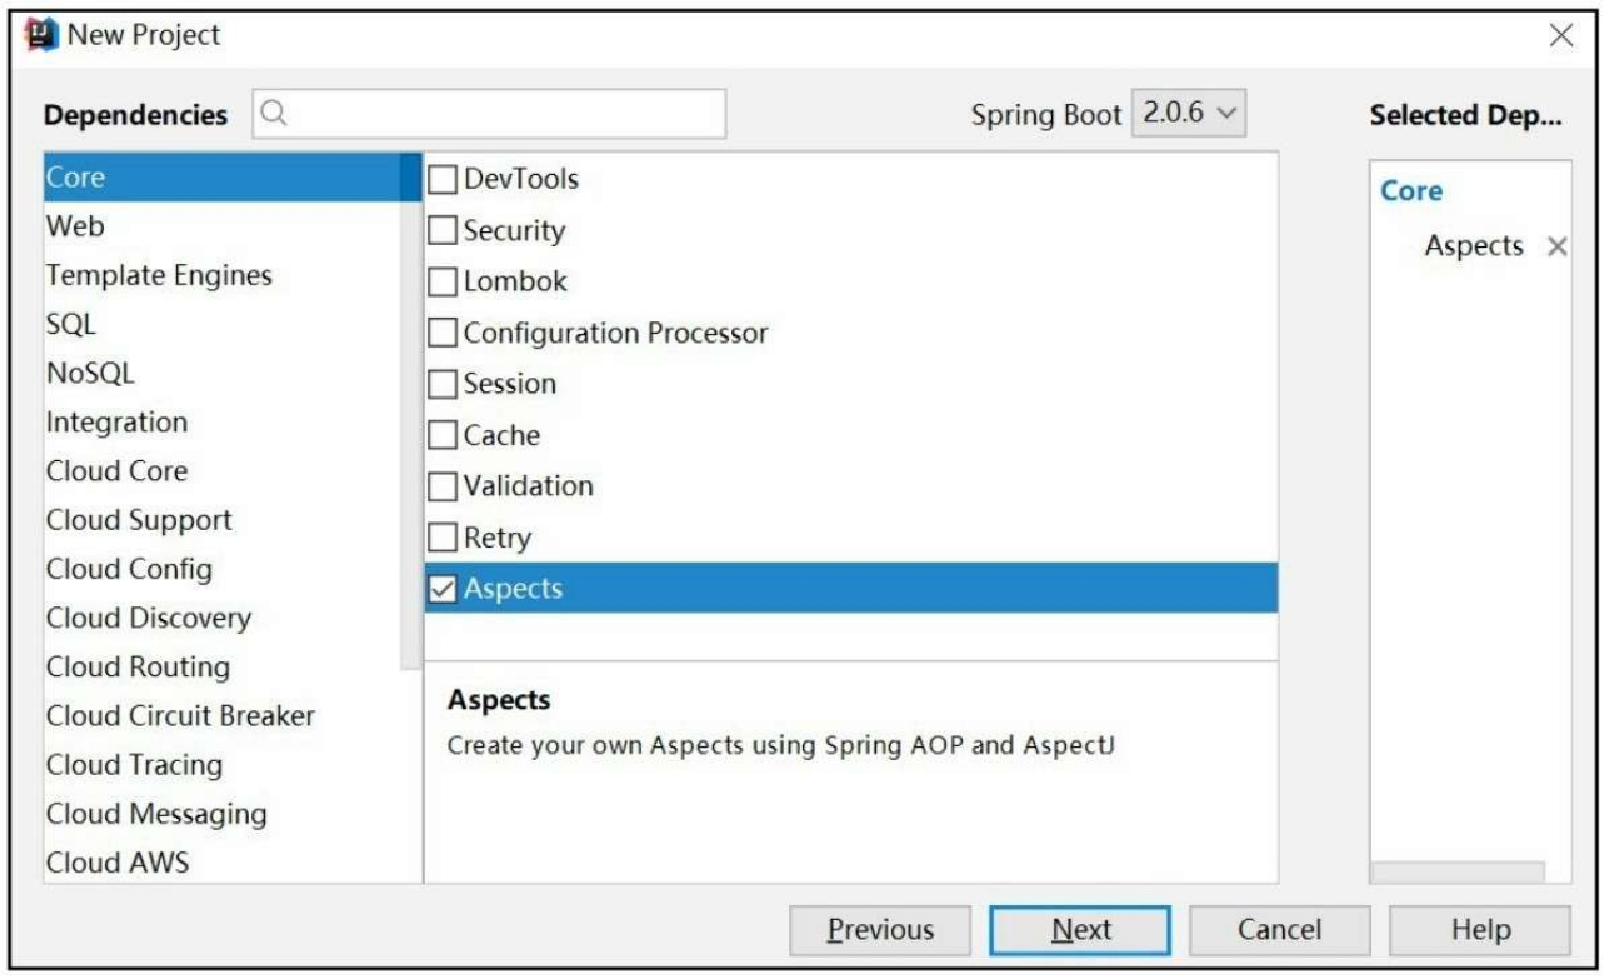 New Project
Dependencies
Spring Boot 2.0.6
Selected Dep...
Core
Web
Template Engines
SQL
NoSQL
Integration
Cloud Core
Cloud Support
Cloud Config
Cloud Discovery
Cloud Routing
Cloud Circuit Breaker
Cloud Tracing
Cloud Messaging
Cloud AWS
DevTools
Security
Lombok
Configuration Processor
Session
Cache
Validation
Retry
Aspects
Aspects
Create your own Aspects using Spring AOP and AspectJ
Core
Aspects
Previous
Next
Cancel
Help